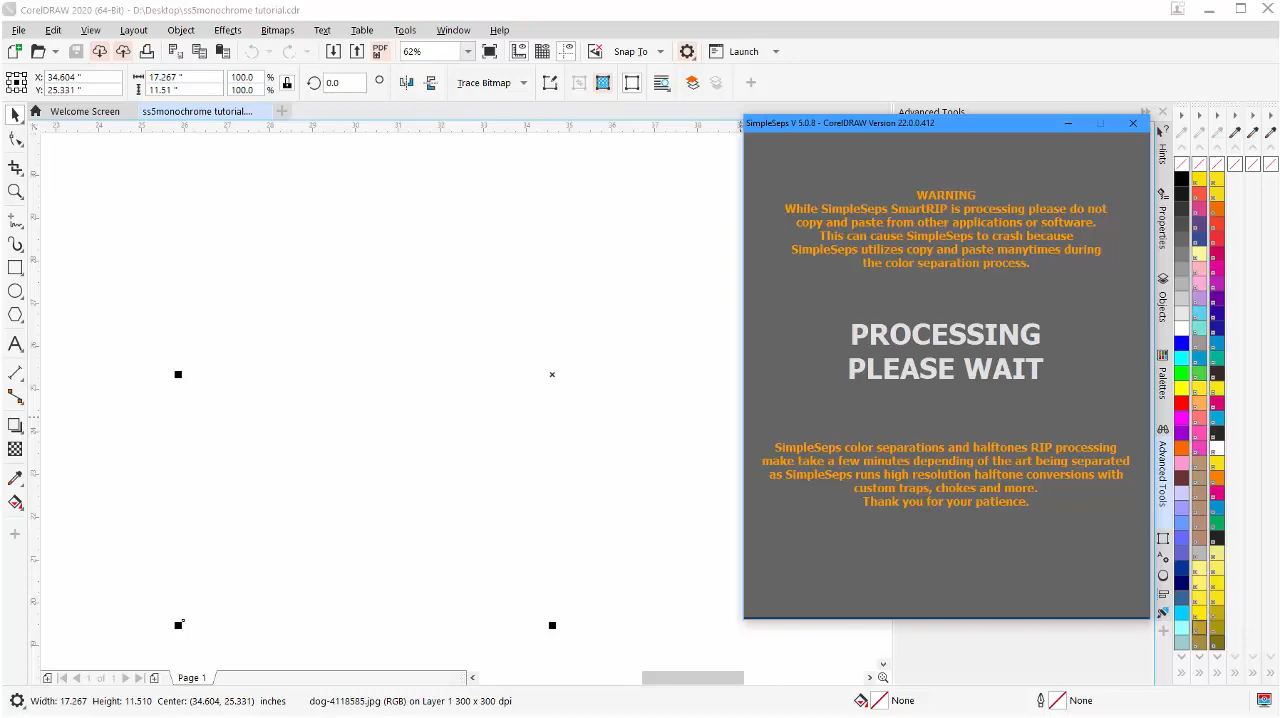 CorelDRAW 2020 (64-Bit) - D:\Desktop\ss5monochrome tutorial.cdr
File Edit View Layout Object Effects Bitmaps Text Table Tools Window Help
PDF 62% Snap To Launch
X: 34.604 " 17.267 " 100.0 % 0.0 Trace Bitmap
Y: 25.331 " 11.51 " 100.0 %
Welcome Screen ss5monochrome tutorial....
Advanced Tools
SimpleSeps V 5.0.8 - CorelDRAW Version 22.0.0.412
WARNING
While SimpleSeps SmartRIP is processing please do not
copy and paste from other applications or software.
This can cause SimpleSeps to crash because
SimpleSeps utilizes copy and paste manytimes during
the color separation process.
PROCESSING
PLEASE WAIT
SimpleSeps color separations and halftones RIP processing
make take a few minutes depending of the art being separated
as SimpleSeps runs high resolution halftone conversions with
custom traps, chokes and more.
Thank you for your patience.
Hints
Properties
Objects
Palettes
Advanced Tools
1 of 1 Page 1
Width: 17.267 Height: 11.510 Center: (34.604, 25.331) inches dog-4118585.jpg (RGB) on Layer 1 300 x 300 dpi None None